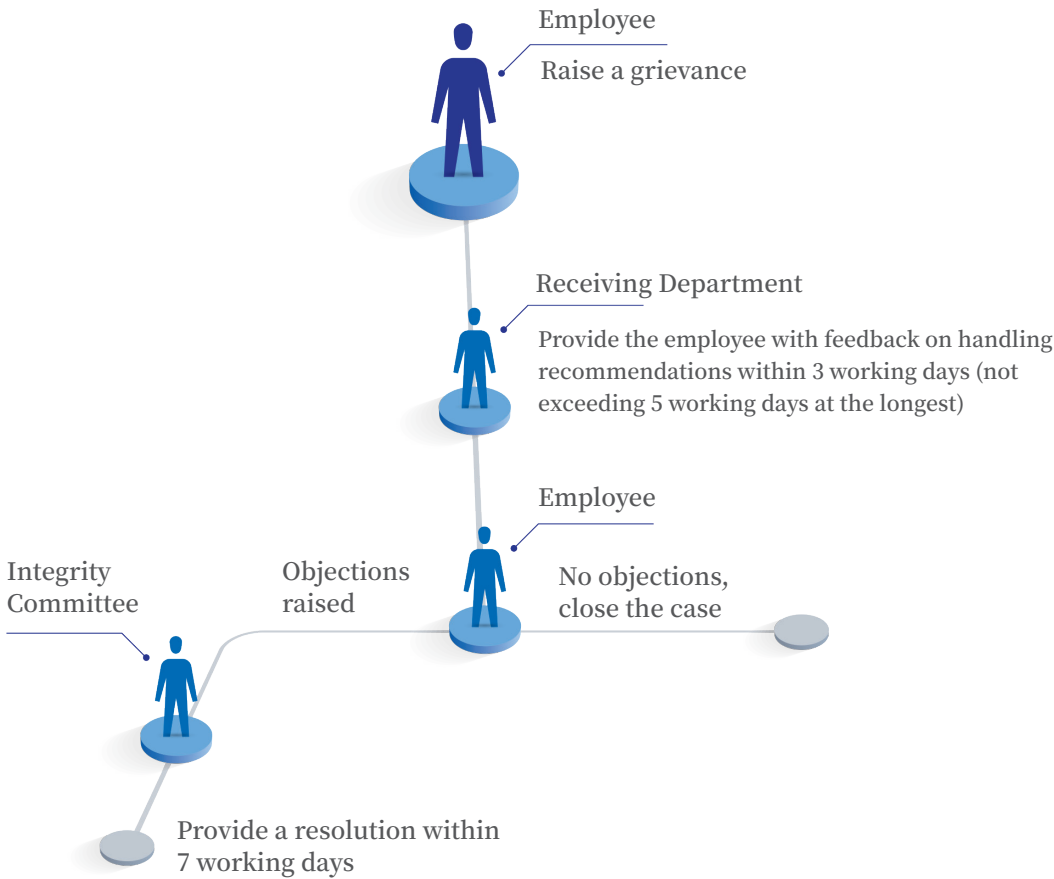 Employee
Raise a grievance
Receiving Department
Provide the employee with feedback on handling
recommendations within 3 working days (not
exceeding 5 working days at the longest)
Employee
Integrity
Committee
Objections
raised
No objections,
close the case
Provide a resolution within
7 working days